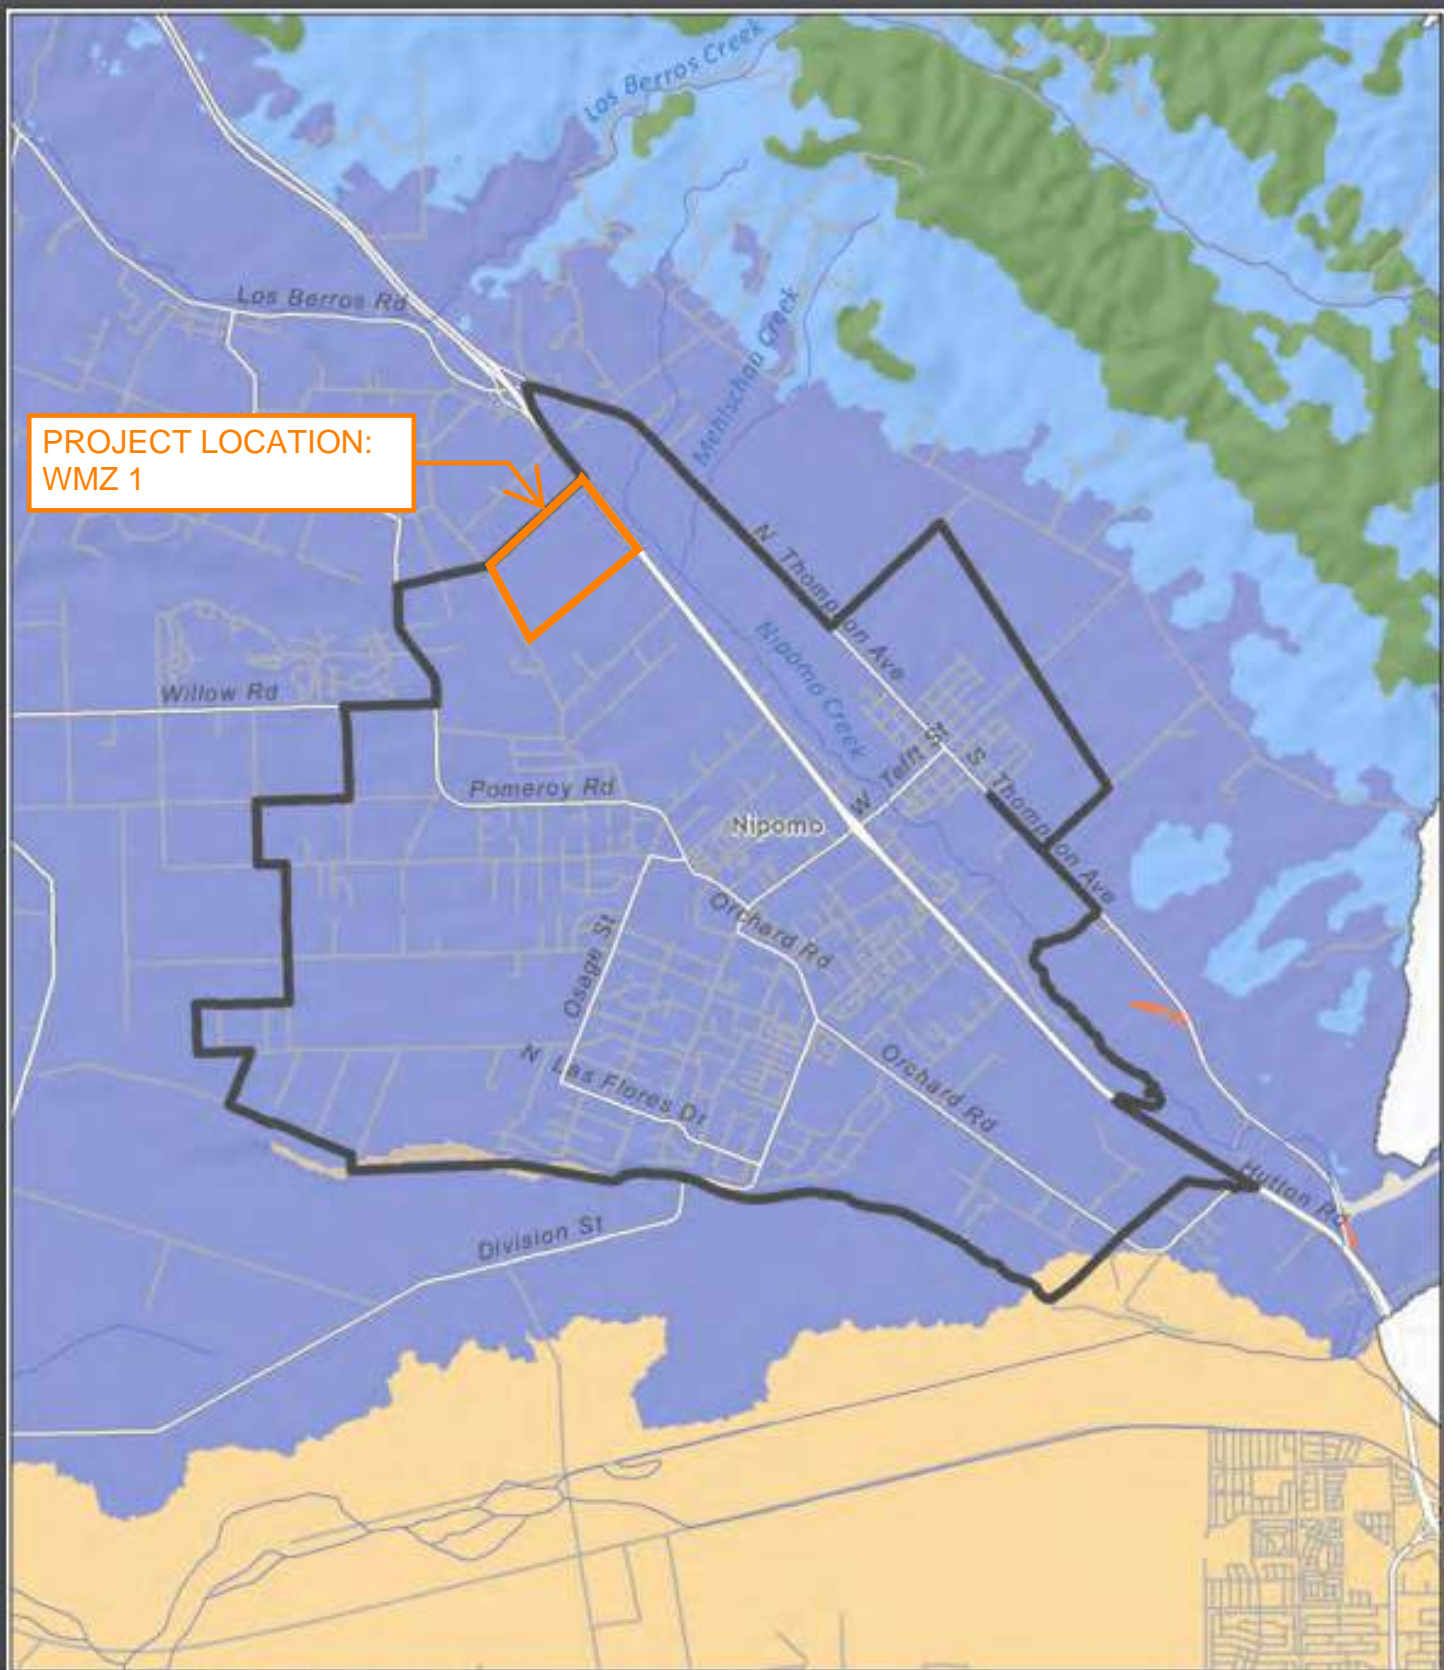 Los Berros Creek
Los Berros Rd
Mehlschau Creek
PROJECT LOCATION:
WMZ 1
N Thompson Ave
Nipomo Creek
Willow Rd
W Tefft St
S Thompson Ave
Pomeroy Rd
Nipomo
Orchard Rd
Osage St
N Las Flores Dr
Orchard Rd
Hutton Rd
Division St